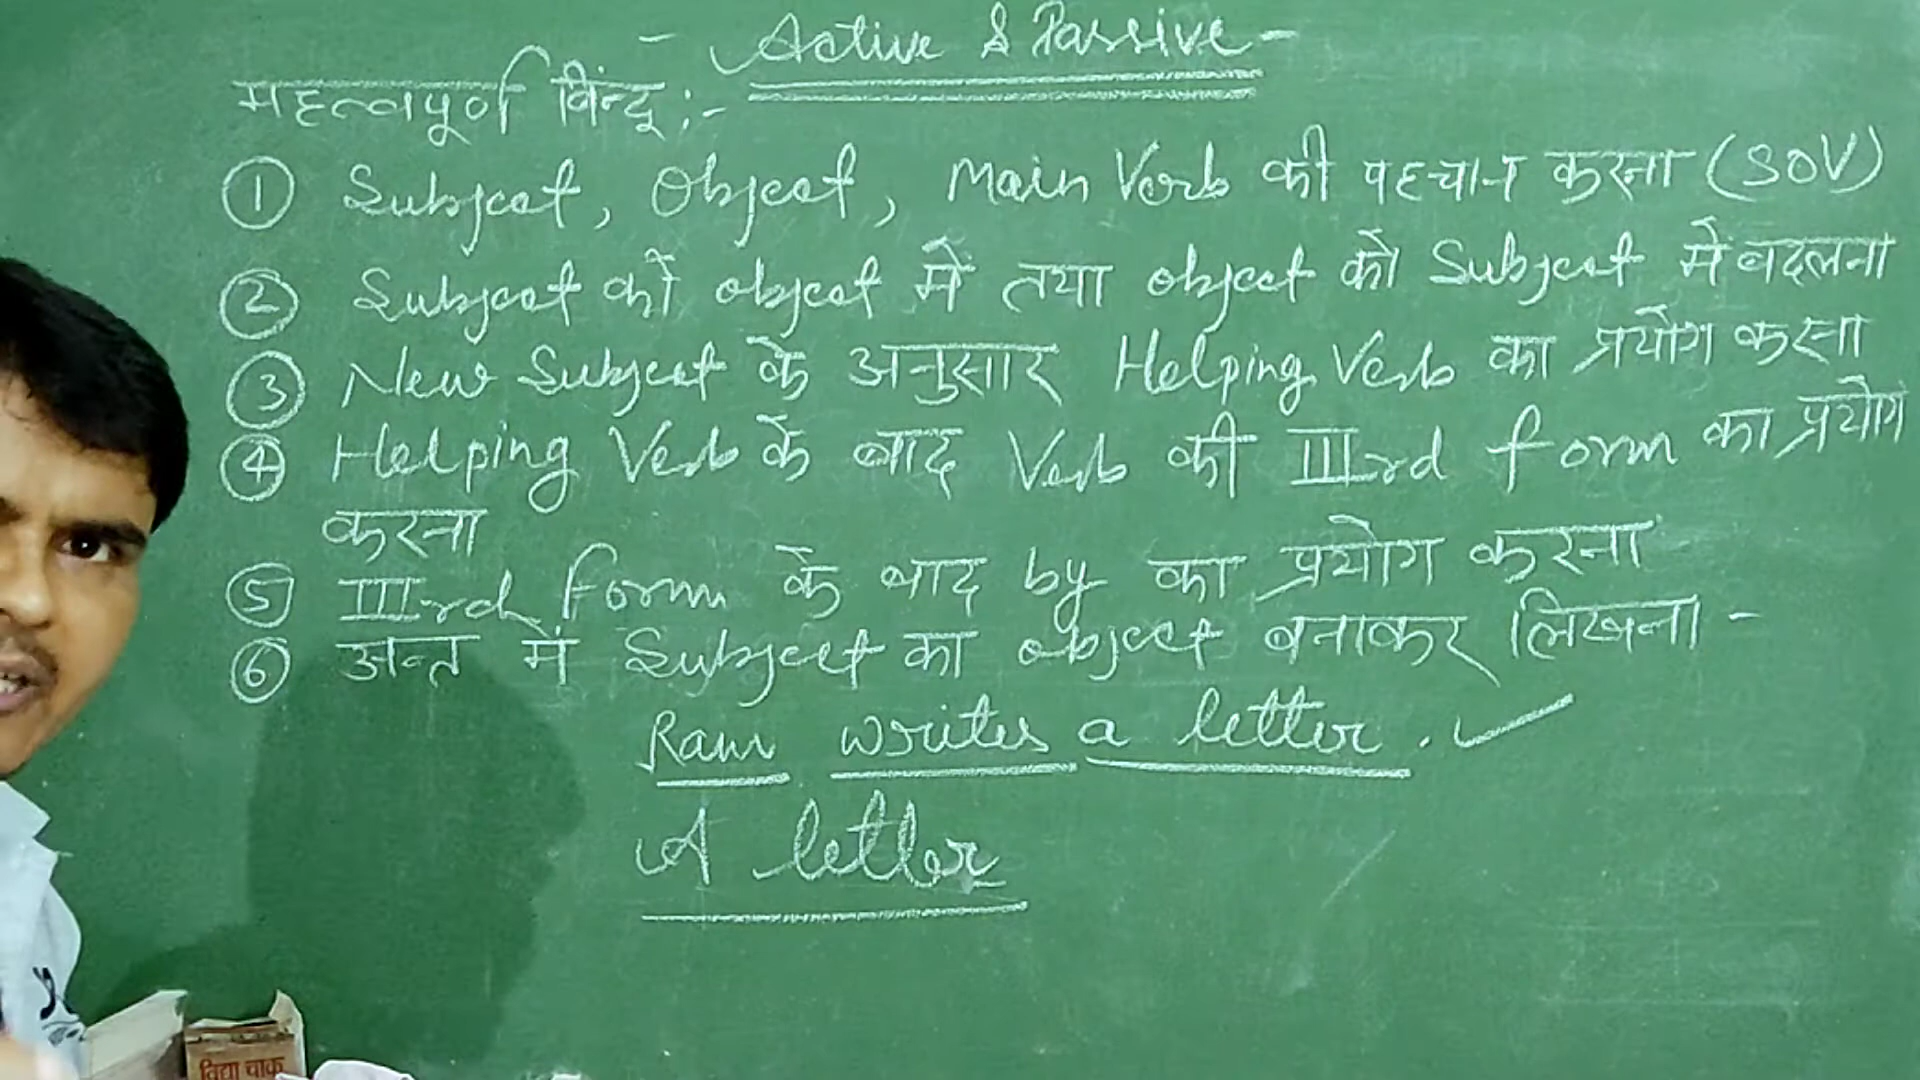 - Active & Passive -
महत्वपूर्ण बिन्दू :-
① Subject, Object, Main Verb की पहचान करना (SOV)
② Subject को object में तथा object को Subject में बदलना
③ New Subject के अनुसार Helping Verb का प्रयोग करना
④ Helping Verb के बाद Verb की IIIrd form का प्रयोग
करना
⑤ IIIrd form के बाद by का प्रयोग करना
⑥ अन्त में Subject का object बनाकर लिखना -
Ram writes a letter. ✓
A letter
विद्या चाक